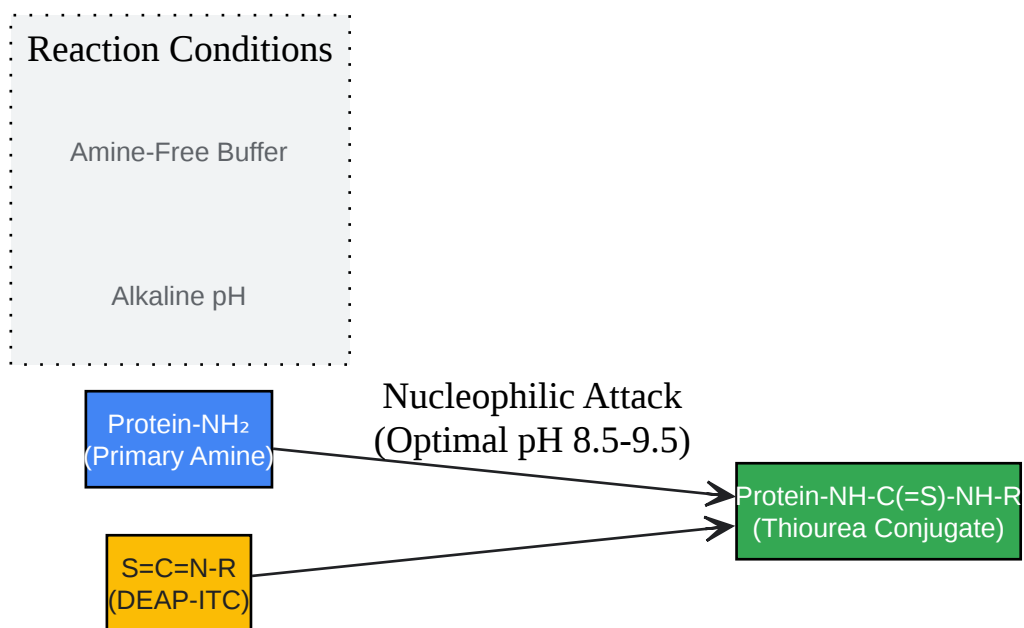 Reaction Conditions
Amine-Free Buffer
Alkaline pH
Nucleophilic Attack
(Optimal pH 8.5-9.5)
Protein-NH₂
(Primary Amine)
Protein-NH-C(=S)-NH-R
(Thiourea Conjugate)
S=C=N-R
(DEAP-ITC)